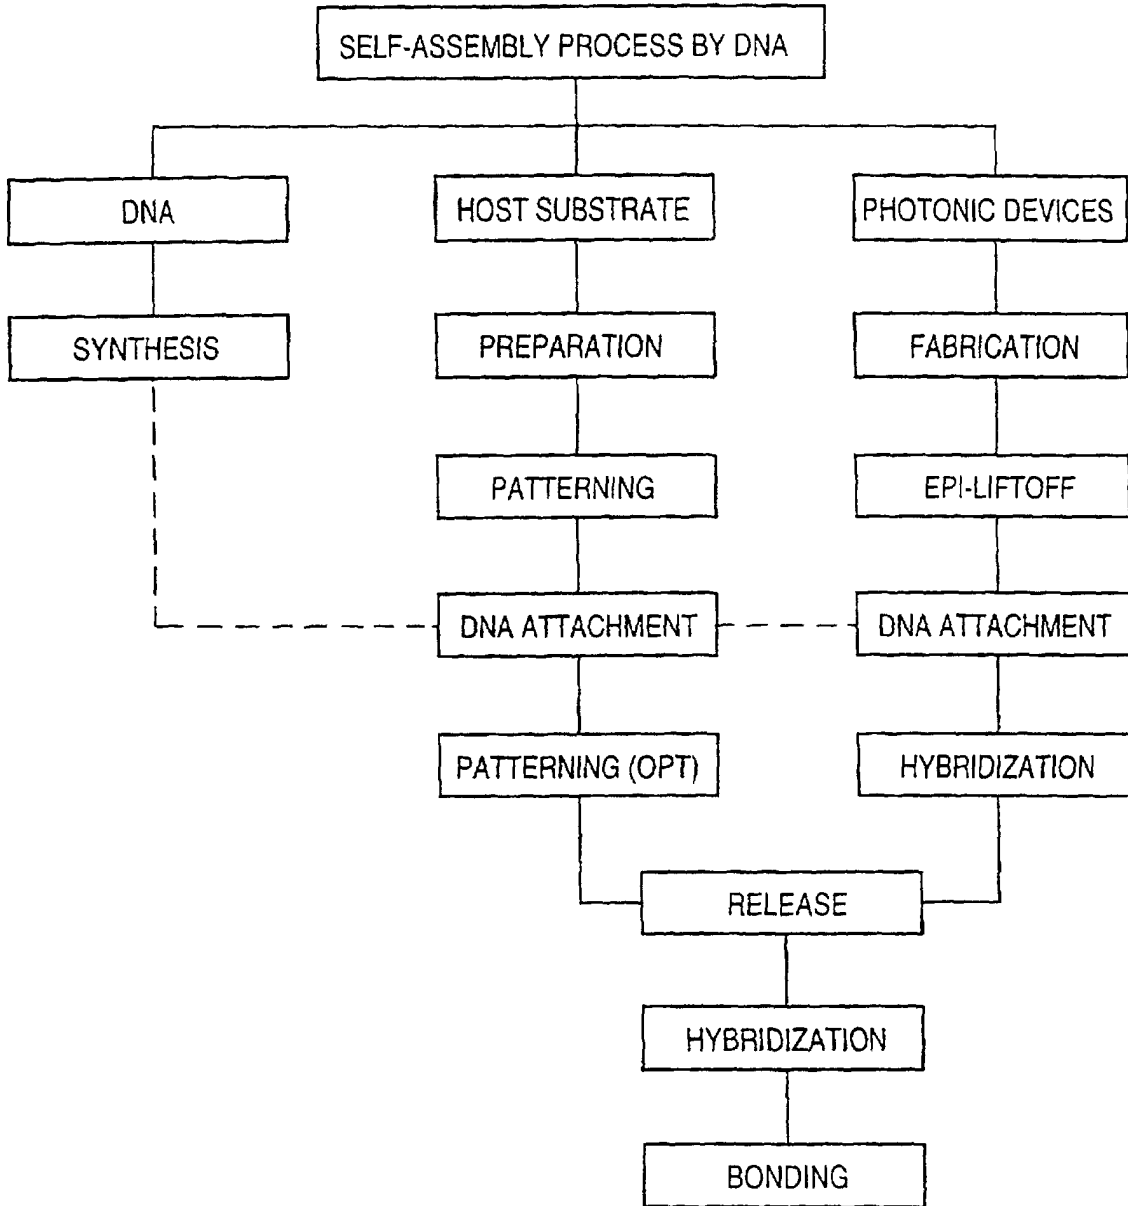 SELF-ASSEMBLY PROCESS BY DNA
DNA
HOST SUBSTRATE
PHOTONIC DEVICES
SYNTHESIS
PREPARATION
FABRICATION
PATTERNING
EPI-LIFTOFF
DNA ATTACHMENT
DNA ATTACHMENT
PATTERNING (OPT)
HYBRIDIZATION
RELEASE
HYBRIDIZATION
BONDING